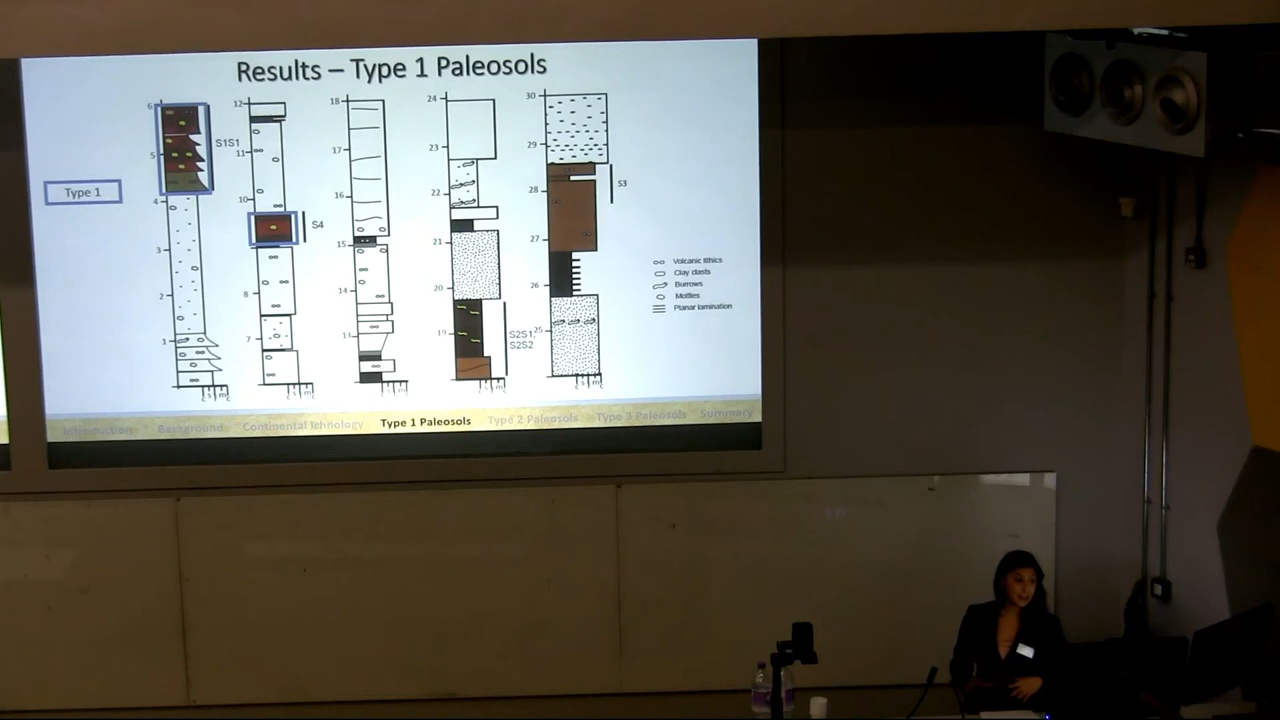 Results – Type 1 Paleosols
Type 1
6
5
4
3
2
1
S1S1
12
11
10
8
7
S4
18
17
16
15
14
13
24
23
22
21
20
19
S2S1,
S2S2
30
29
28
27
26
25
S3
Volcanic lithics
Clay clasts
Burrows
Mottles
Planar lamination
Introduction
Background
Continental Ichnology
Type 1 Paleosols
Type 2 Paleosols
Type 3 Paleosols
Summary